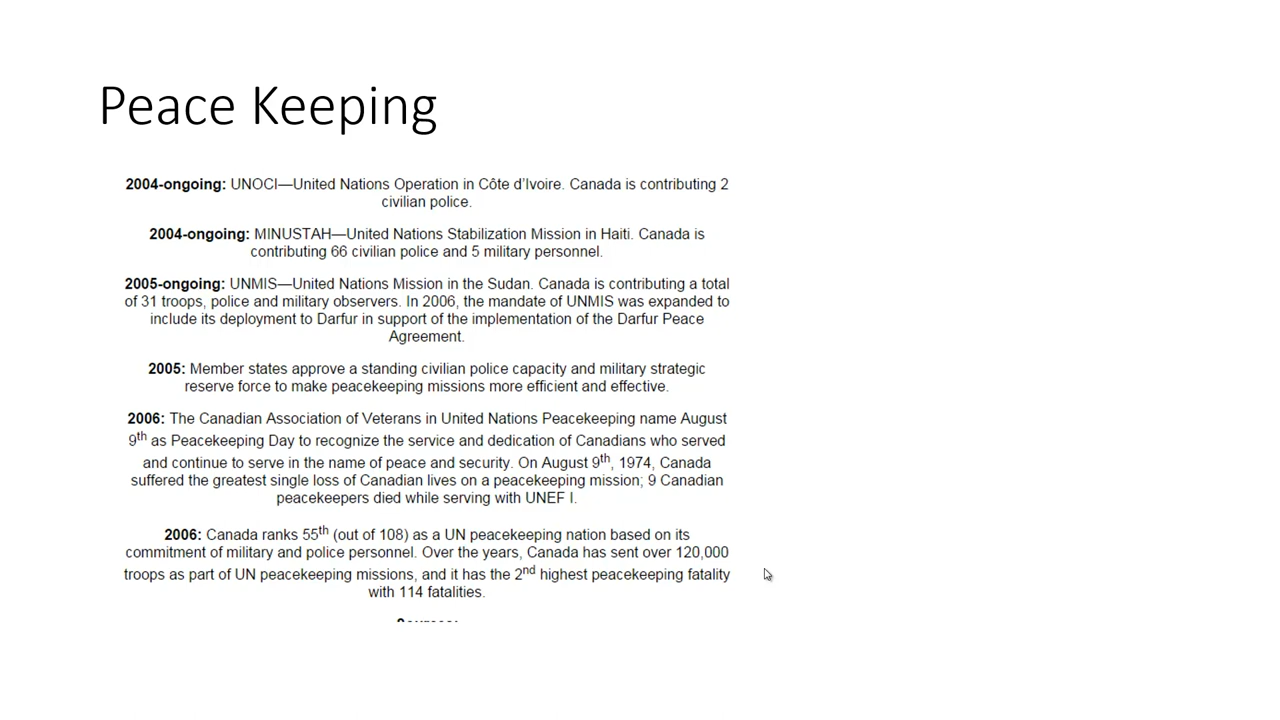 Peace Keeping
2004-ongoing: UNOCI—United Nations Operation in Côte d'Ivoire. Canada is contributing 2
civilian police.
2004-ongoing: MINUSTAH—United Nations Stabilization Mission in Haiti. Canada is
contributing 66 civilian police and 5 military personnel.
2005-ongoing: UNMIS—United Nations Mission in the Sudan. Canada is contributing a total
of 31 troops, police and military observers. In 2006, the mandate of UNMIS was expanded to
include its deployment to Darfur in support of the implementation of the Darfur Peace
Agreement.
2005: Member states approve a standing civilian police capacity and military strategic
reserve force to make peacekeeping missions more efficient and effective.
2006: The Canadian Association of Veterans in United Nations Peacekeeping name August
9th as Peacekeeping Day to recognize the service and dedication of Canadians who served
and continue to serve in the name of peace and security. On August 9th, 1974, Canada
suffered the greatest single loss of Canadian lives on a peacekeeping mission; 9 Canadian
peacekeepers died while serving with UNEF I.
2006: Canada ranks 55th (out of 108) as a UN peacekeeping nation based on its
commitment of military and police personnel. Over the years, Canada has sent over 120,000
troops as part of UN peacekeeping missions, and it has the 2nd highest peacekeeping fatality
with 114 fatalities.